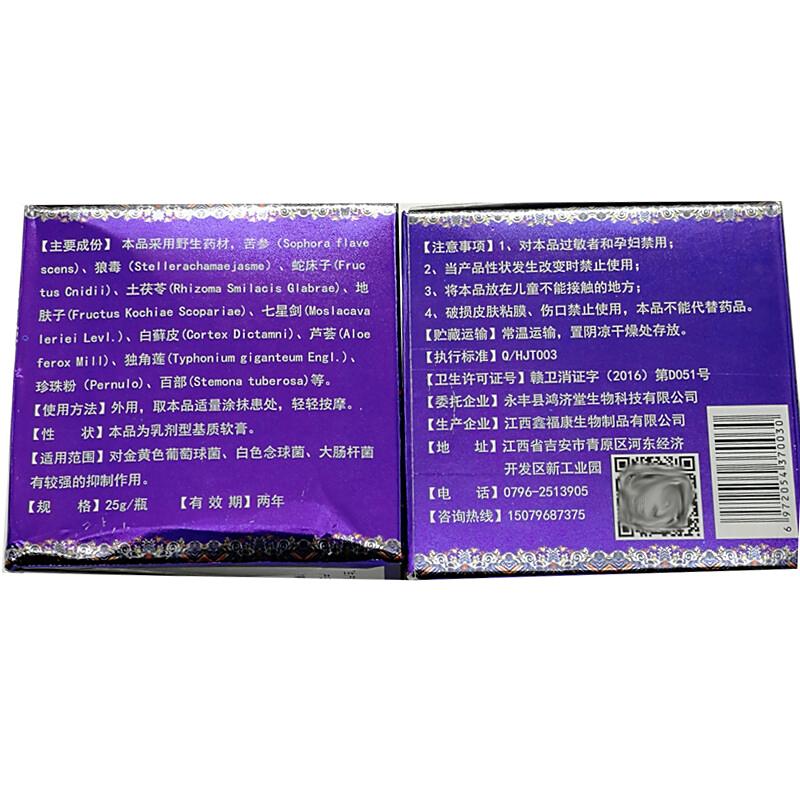 【主要成份】 本品采用野生药材，苦参（Sophora flave
scens）、狼毒（Stellerachamaejasme）、蛇床子(Fruc
tus Cnidii)、土茯苓(Rhizoma Smilacis Glabrae)、地
肤子(Fructus Kochiae Scopariae)、七星剑(Moslacava
leriei Levl.)、白鲜皮(Cortex Dictamni)、芦荟(Aloe
ferox Mill)、独角莲(Typhonium giganteum Engl.)、
珍珠粉（Pernulo)、百部(Stemona tuberosa)等。
【使用方法】外用，取本品适量涂抹患处，轻轻按摩。
【性 状】本品为乳剂型基质软膏。
【适用范围】对金黄色葡萄球菌、白色念球菌、大肠杆菌
有较强的抑制作用。
【规 格】25g/瓶 【有 效 期】两年
【注意事项】1、对本品过敏者和孕妇禁用；
2、当产品性状发生改变时禁止使用；
3、将本品放在儿童不能接触的地方；
4、破损皮肤粘膜、伤口禁止使用，本品不能代替药品。
【贮藏运输】常温运输，置阴凉干燥处存放。
【执行标准】Q/HJT003
【卫生许可证号】赣卫消证字（2016）第D051号
【委托企业】永丰县鸿济堂生物科技有限公司
【生产企业】江西鑫福康生物制品有限公司
【地 址】江西省吉安市青原区河东经济
开发区新工业园
【电 话】0796-2513905
【咨询热线】15079687375
6 972054 370030